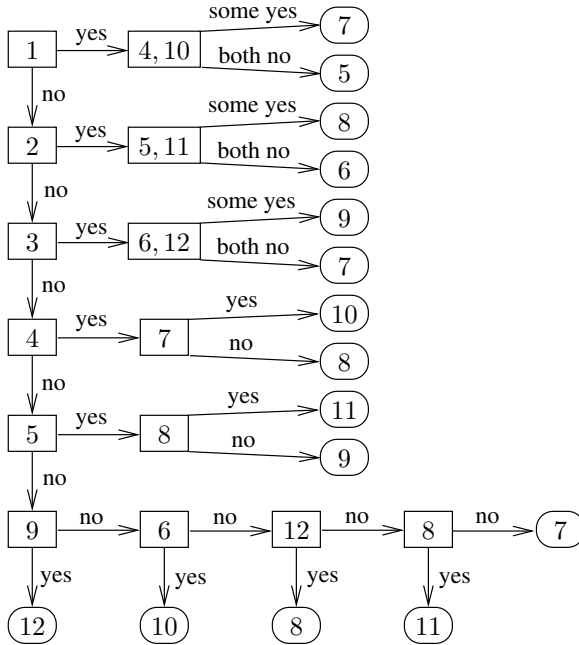 some yes
1 yes 4, 10 7
both no
5
no
some yes
2 yes 5, 11 8
both no
6
no
some yes
3 yes 6, 12 9
both no
7
no
yes
4 yes 7 10
no
8
no
yes
5 yes 8 11
no
9
no
9 no 6 no 12 no 8 no 7
yes yes yes yes
12 10 8 11